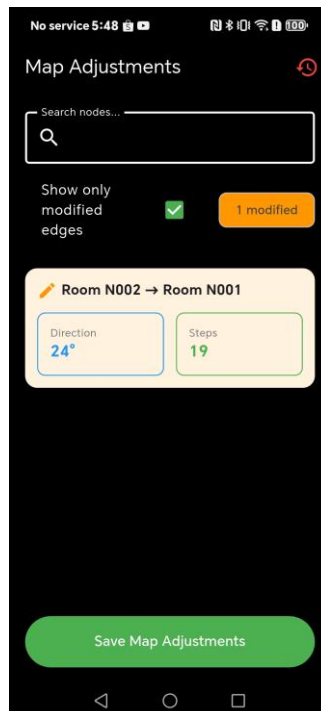 No service 5:48 100
Map Adjustments
Search nodes...
Show only
modified
edges
1 modified
Room N002 → Room N001
Direction
24°
Steps
19
Save Map Adjustments